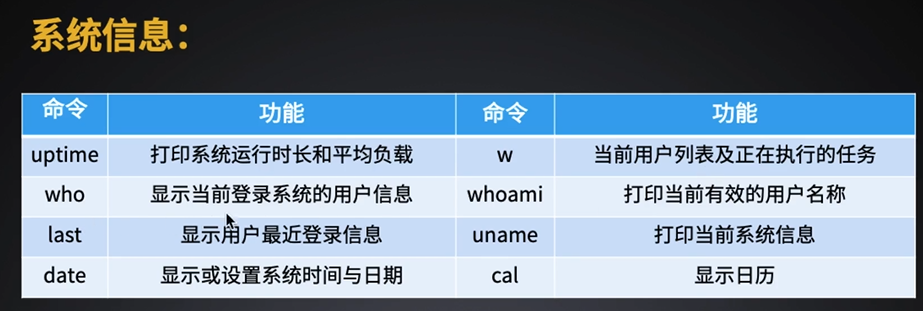 系统信息：
命令 功能 命令 功能
uptime 打印系统运行时长和平均负载 w 当前用户列表及正在执行的任务
who 显示当前登录系统的用户信息 whoami 打印当前有效的用户名称
last 显示用户最近登录信息 uname 打印当前系统信息
date 显示或设置系统时间与日期 cal 显示日历